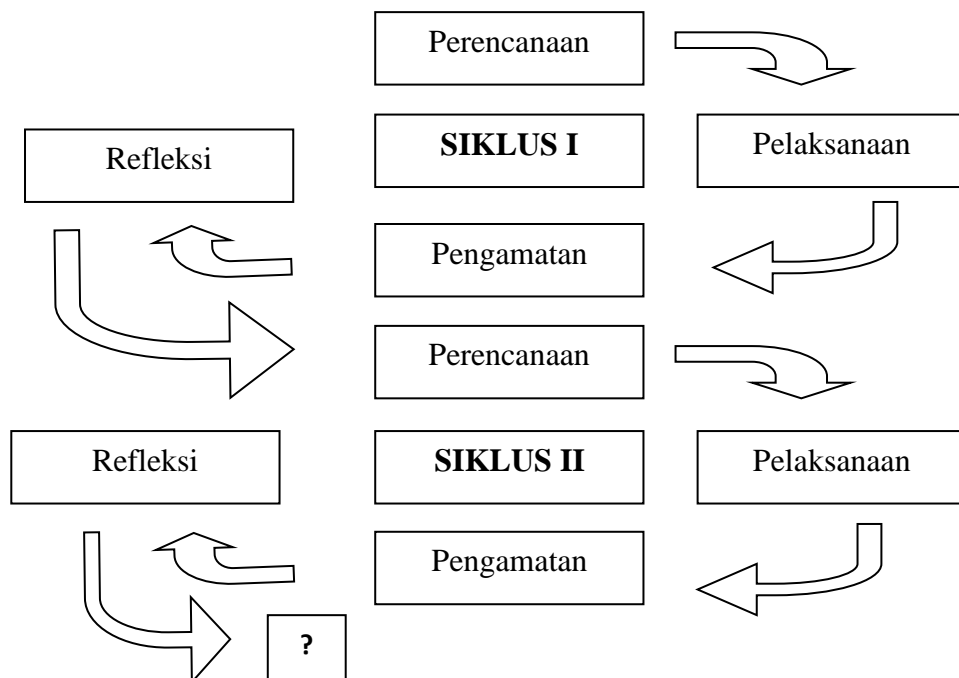 Perencanaan
Refleksi
SIKLUS I
Pelaksanaan
Pengamatan
Perencanaan
Refleksi
SIKLUS II
Pelaksanaan
Pengamatan
?